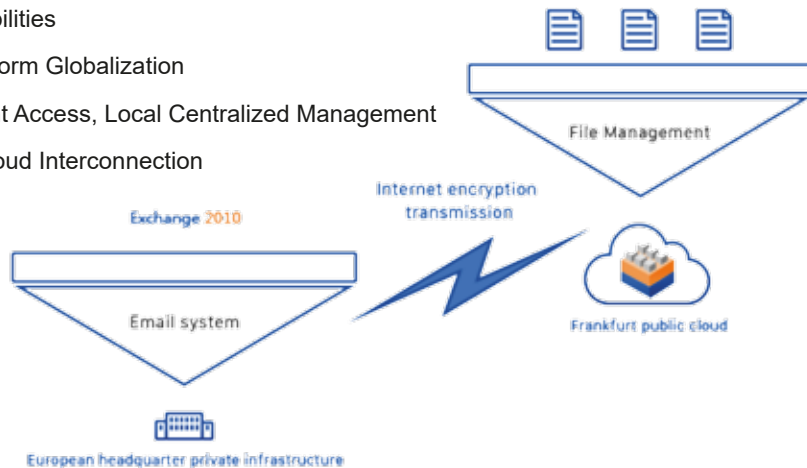 bilities
orm Globalization
t Access, Local Centralized Management
oud Interconnection
File Management
Internet encryption
transmission
Exchange 2010
Email system
Frankfurt public cloud
European headquarter private infrastructure